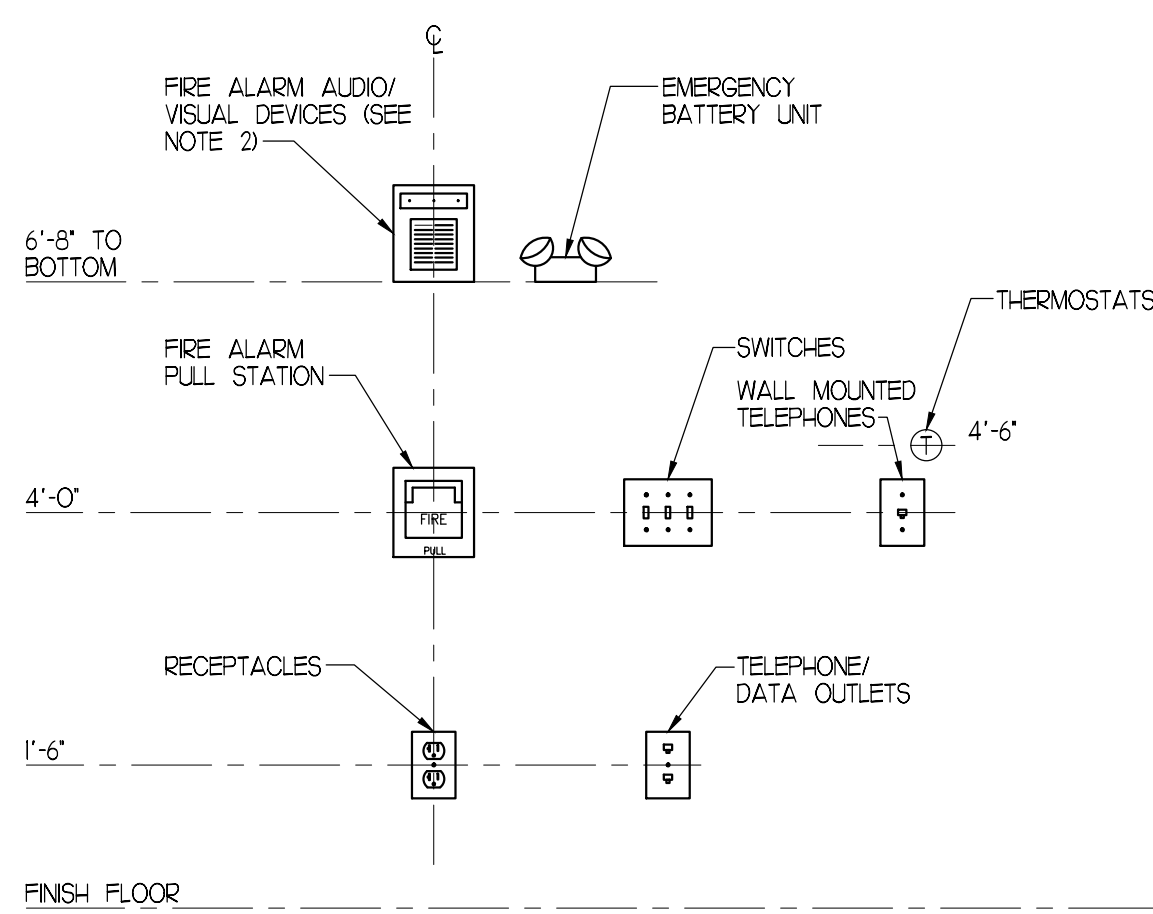 ℄
FIRE ALARM AUDIO/
VISUAL DEVICES (SEE
NOTE 2)
EMERGENCY
BATTERY UNIT
6'-8" TO
BOTTOM
THERMOSTATS
FIRE ALARM
PULL STATION
SWITCHES
WALL MOUNTED
TELEPHONES
T
4'-6"
4'-0"
FIRE
PULL
RECEPTACLES
TELEPHONE/
DATA OUTLETS
1'-6"
FINISH FLOOR